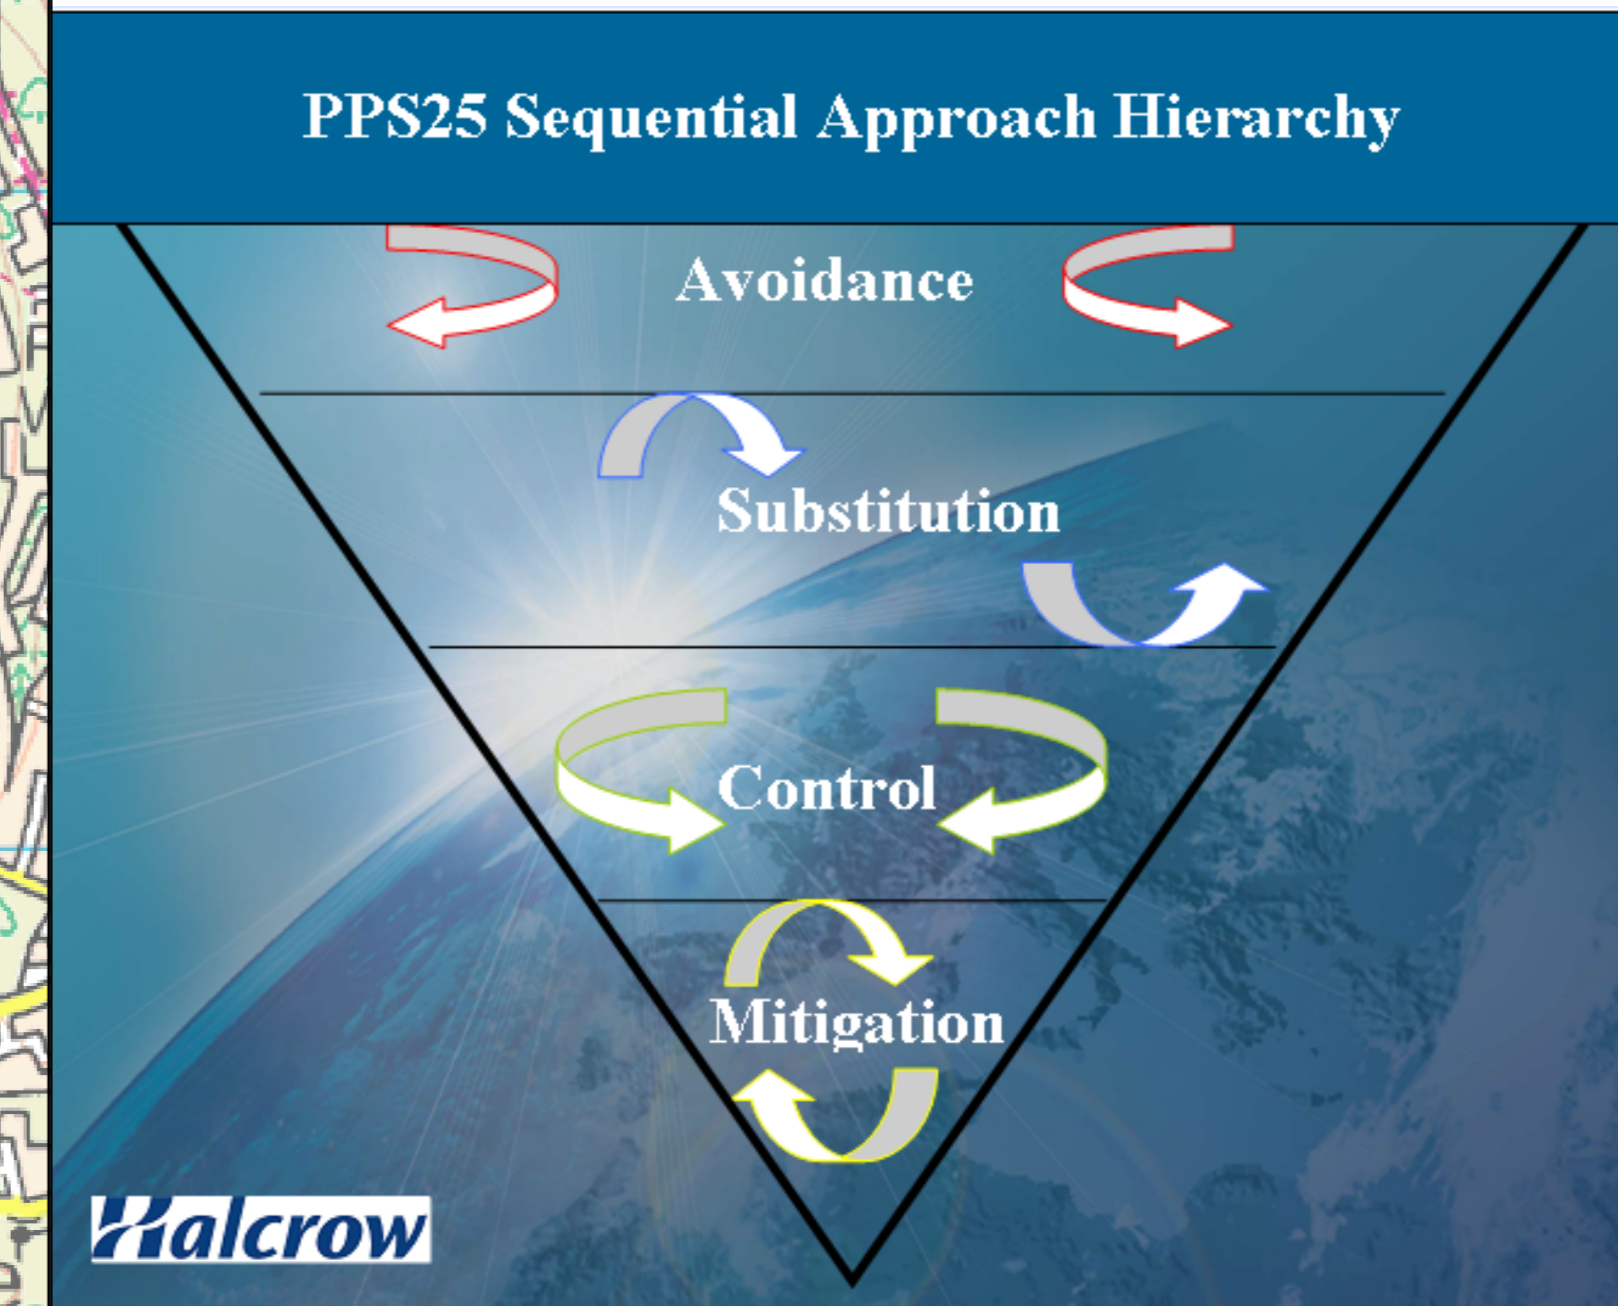 PPS25 Sequential Approach Hierarchy
Avoidance
Substitution
Control
Mitigation
Halcrow